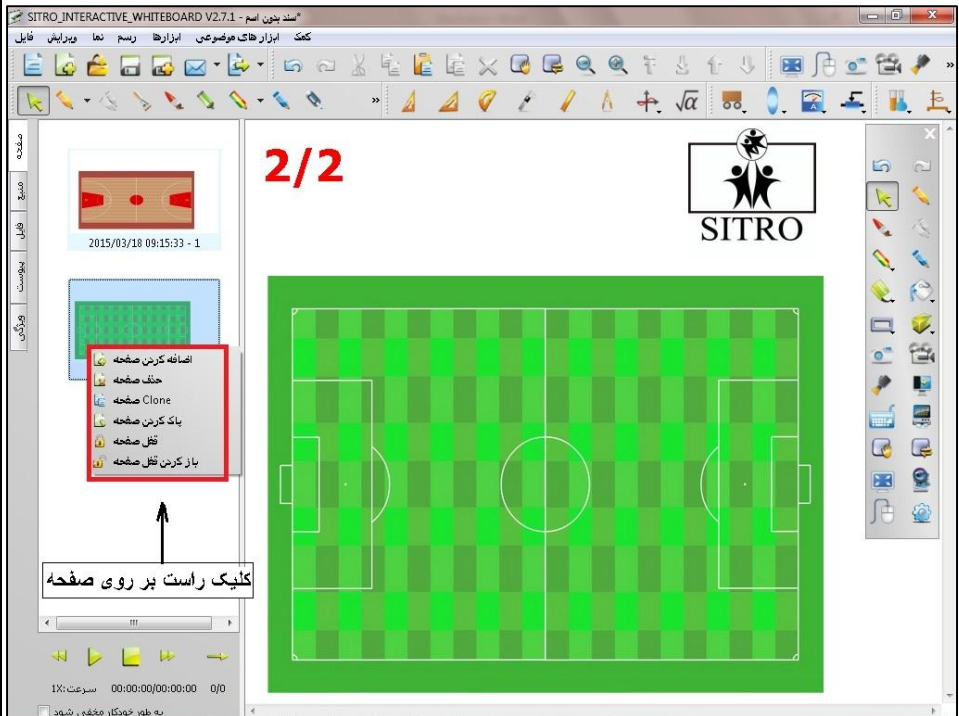 SITRO_INTERACTIVE_WHITEBOARD V2.7.1 - سند بدون اسم*
فایل ویرایش نما رسم ابزارها ابزار های موضوعی کمک
صفحه
منبع
فایل
پیوست
ویژگی
2015/03/18 09:15:33 - 1
2/2
SITRO
اضافه کردن صفحه
حذف صفحه
Clone صفحه
پاک کردن صفحه
قفل صفحه
باز کردن قفل صفحه
کلیک راست بر روی صفحه
سرعت:1X 00:00:00/00:00:00 0/0
به طور خودکار مخفی شود